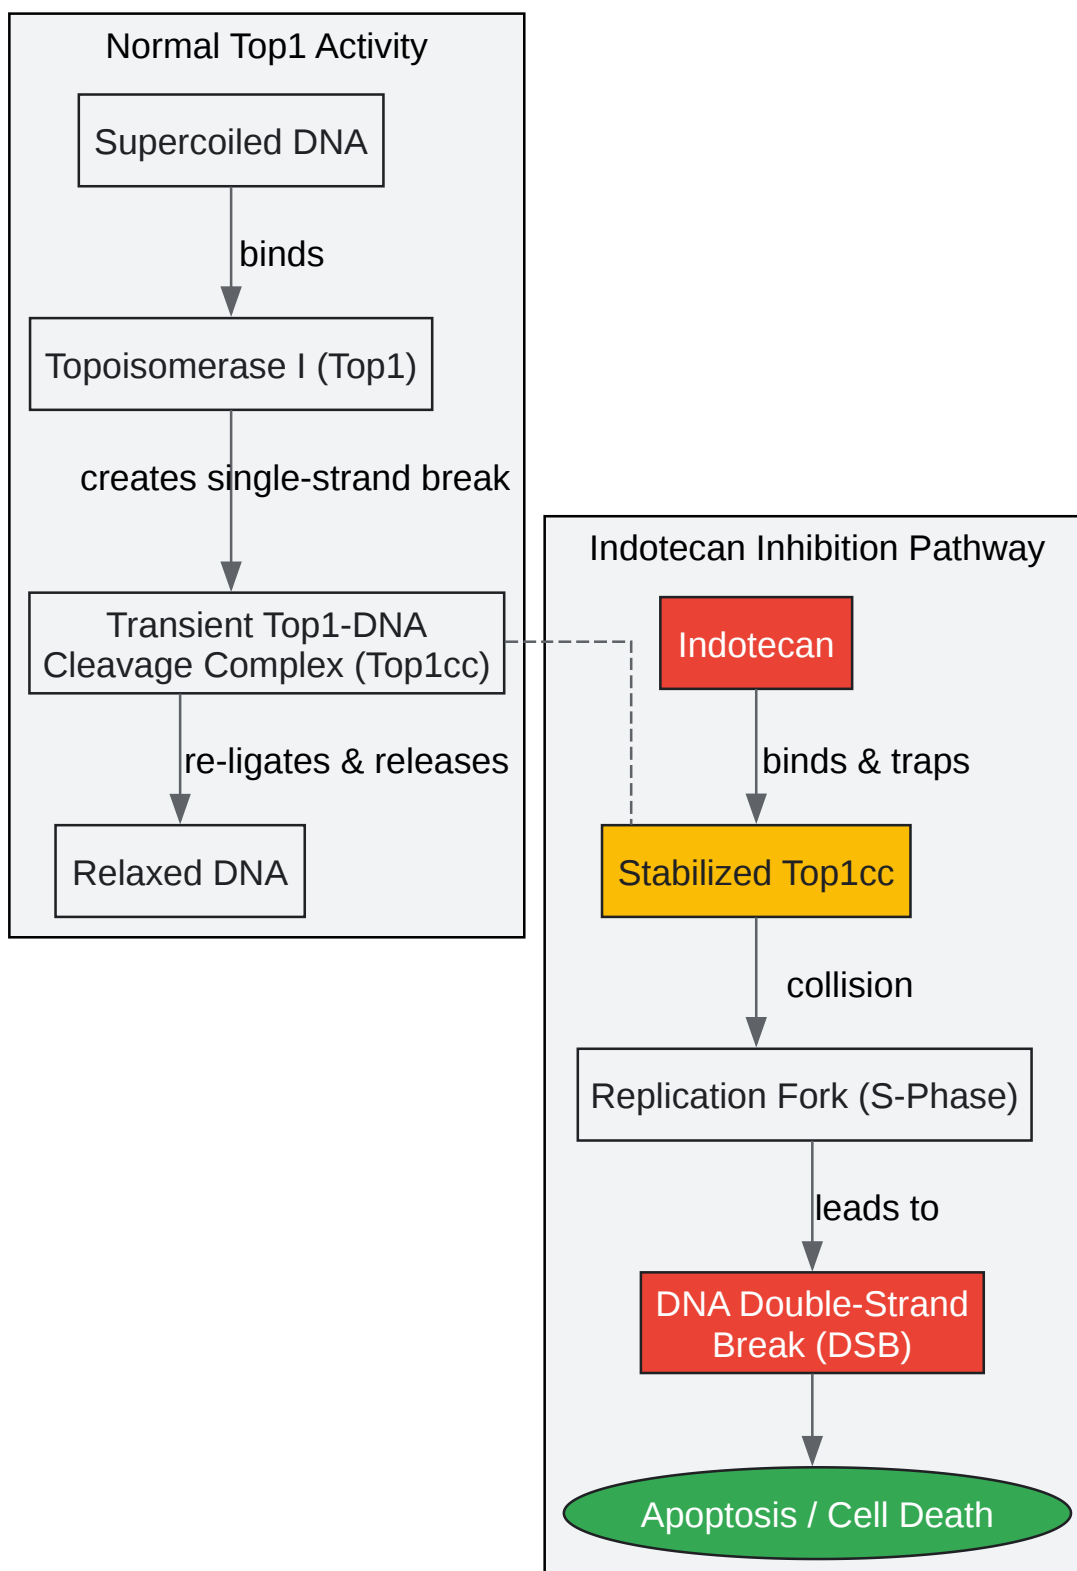 Normal Top1 Activity
Supercoiled DNA
binds
Topoisomerase I (Top1)
creates single-strand break
Transient Top1-DNA
Cleavage Complex (Top1cc)
re-ligates & releases
Relaxed DNA
Indotecan Inhibition Pathway
Indotecan
binds & traps
Stabilized Top1cc
collision
Replication Fork (S-Phase)
leads to
DNA Double-Strand
Break (DSB)
Apoptosis / Cell Death